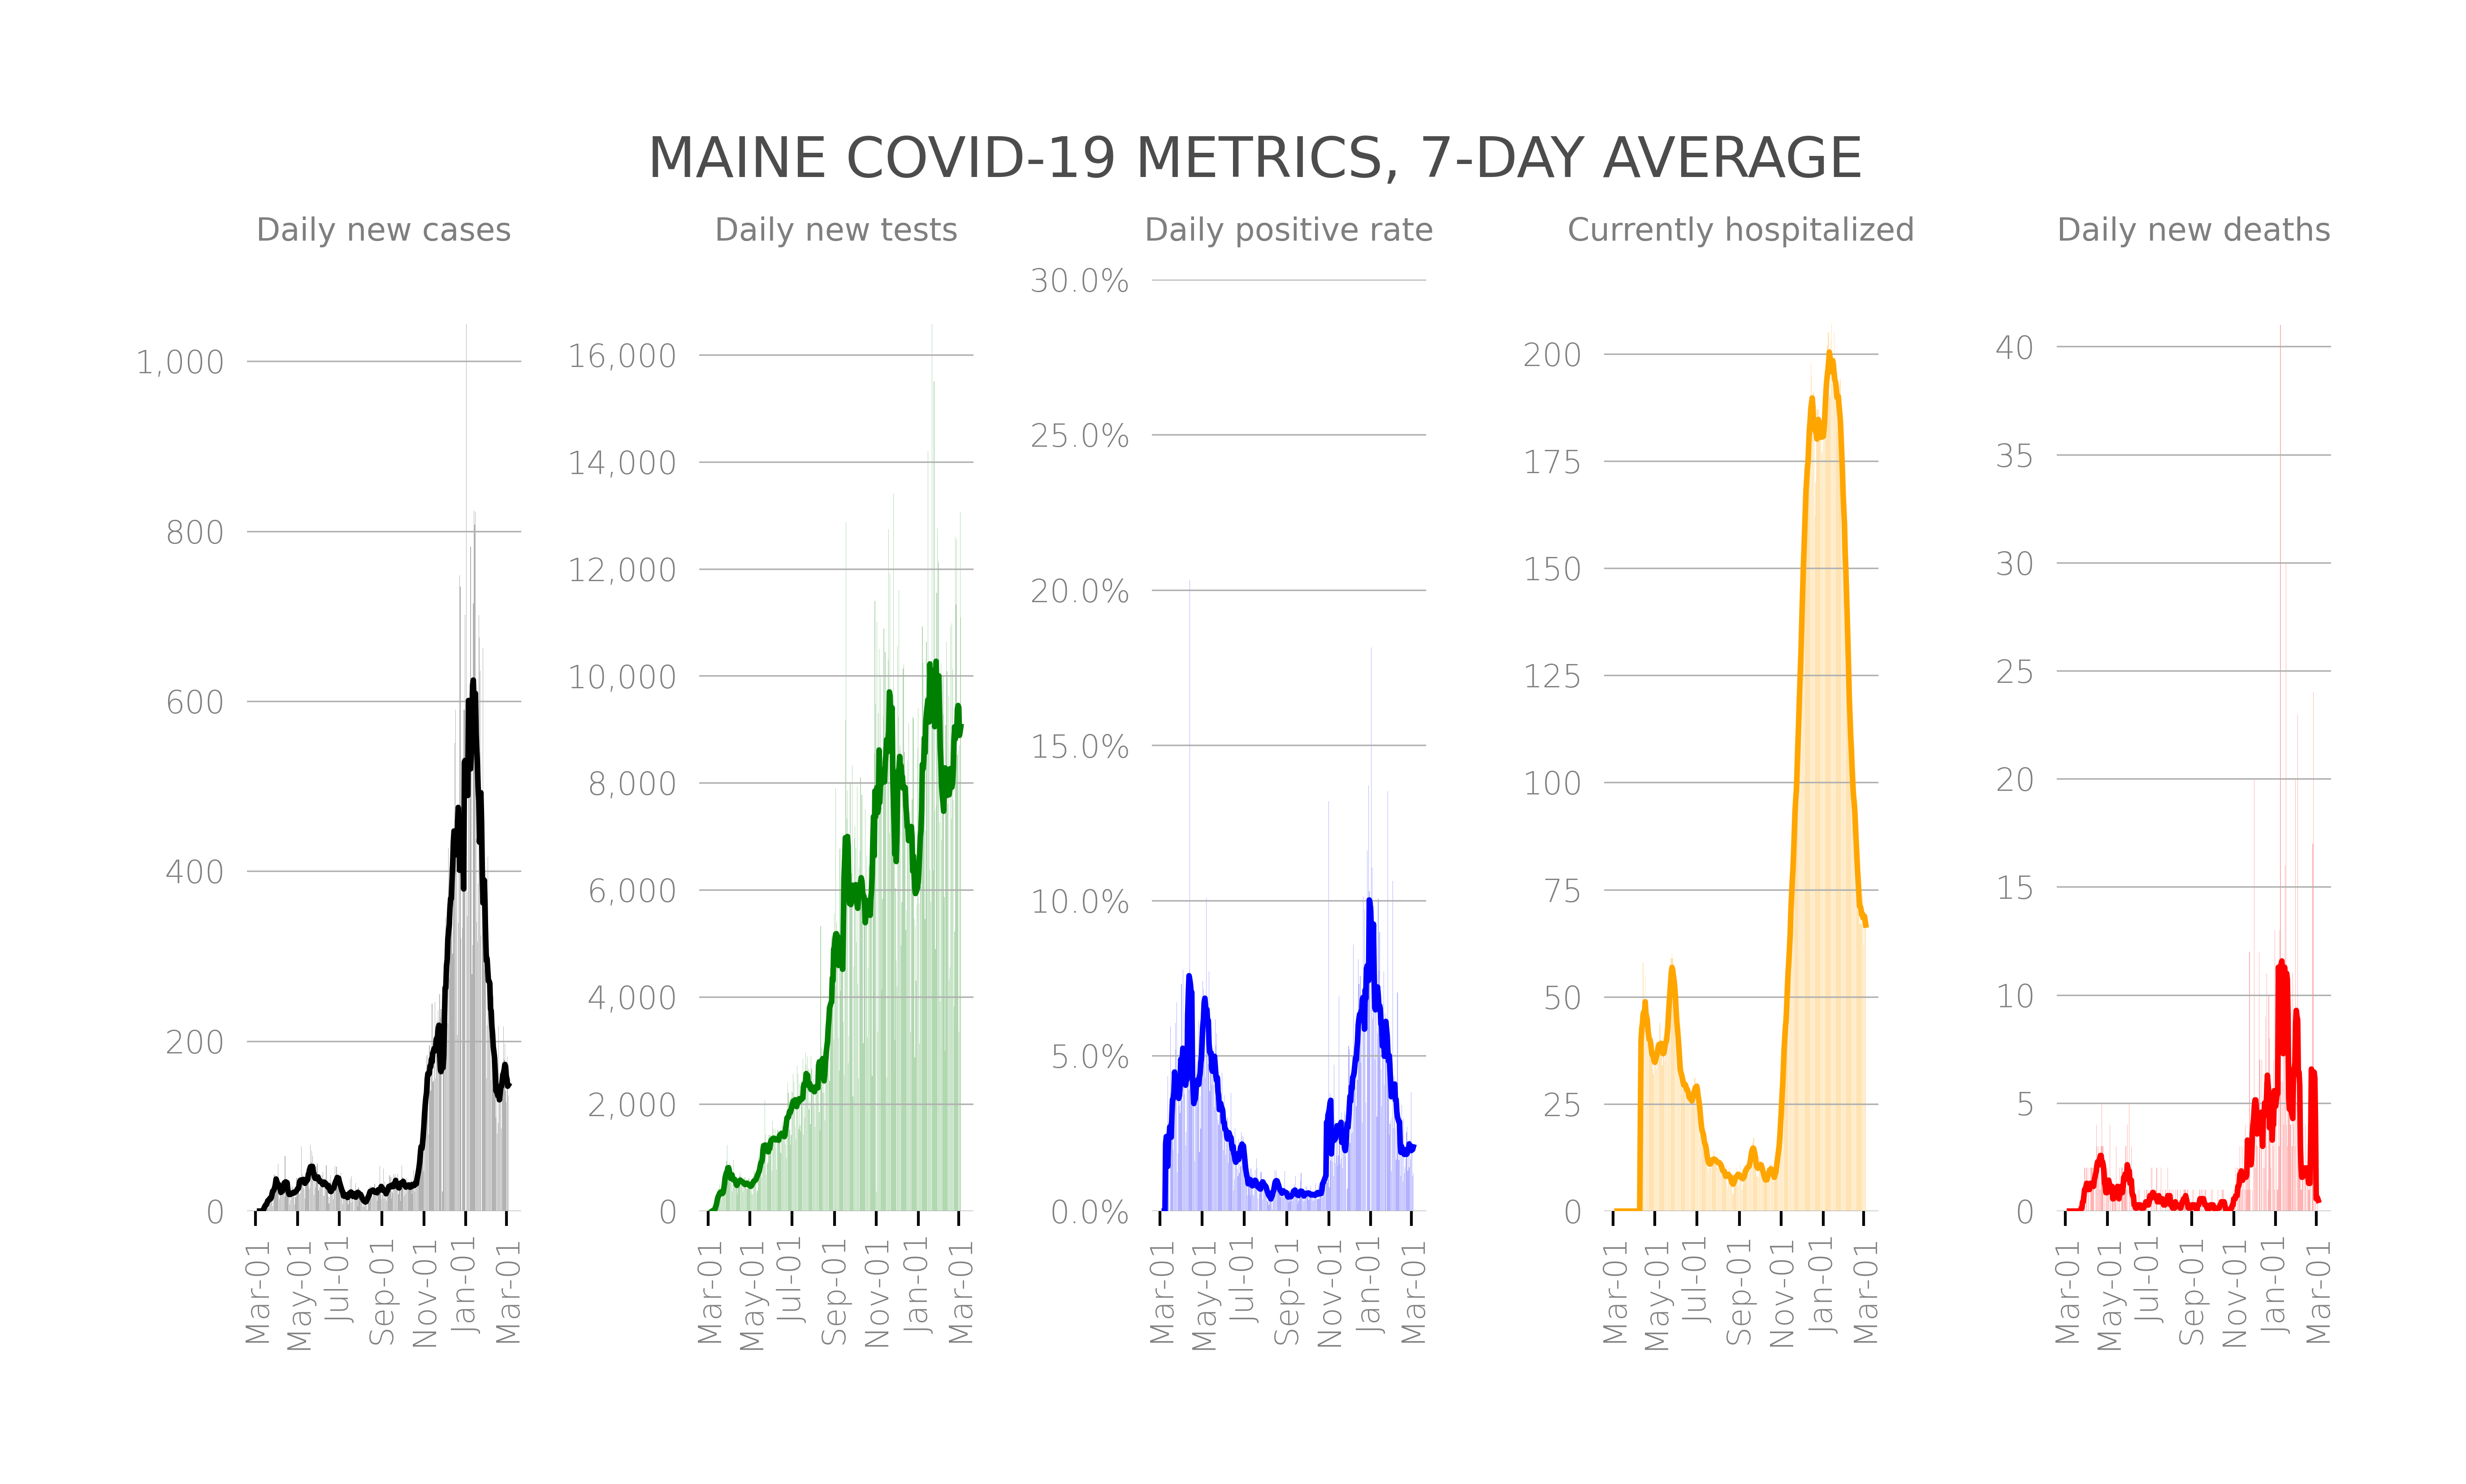 MAINE COVID-19 METRICS, 7-DAY AVERAGE
Daily new cases
1,000
800
600
400
200
0
Mar-01
May-01
Jul-01
Sep-01
Nov-01
Jan-01
Mar-01
Daily new tests
16,000
14,000
12,000
10,000
8,000
6,000
4,000
2,000
0
Mar-01
May-01
Jul-01
Sep-01
Nov-01
Jan-01
Mar-01
Daily positive rate
30.0%
25.0%
20.0%
15.0%
10.0%
5.0%
0.0%
Mar-01
May-01
Jul-01
Sep-01
Nov-01
Jan-01
Mar-01
Currently hospitalized
200
175
150
125
100
75
50
25
0
Mar-01
May-01
Jul-01
Sep-01
Nov-01
Jan-01
Mar-01
Daily new deaths
40
35
30
25
20
15
10
5
0
Mar-01
May-01
Jul-01
Sep-01
Nov-01
Jan-01
Mar-01